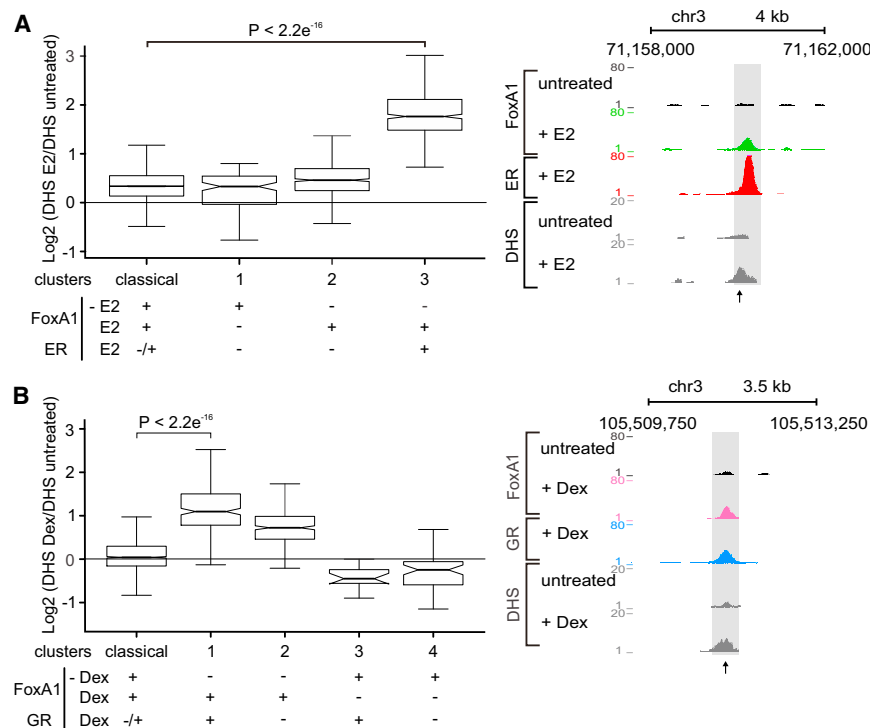 A
P < 2.2e-16
Log2 (DHS E2/DHS untreated)
3
2
1
0
-1
clusters classical 1 2 3
FoxA1 - E2 + + - -
E2 + - + +
ER E2 -/+ - - +
chr3 4 kb
71,158,000 71,162,000
FoxA1
untreated
80
1
+ E2
80
1
ER
+ E2
80
1
DHS
untreated
20
1
+ E2
20
1
B
P < 2.2e-16
Log2 (DHS Dex/DHS untreated)
3
2
1
0
-1
clusters classical 1 2 3 4
FoxA1 - Dex + - - + +
Dex + + + - -
GR Dex -/+ + - + -
chr3 3.5 kb
105,509,750 105,513,250
FoxA1
untreated
80
1
+ Dex
80
1
GR
+ Dex
80
1
DHS
untreated
20
1
+ Dex
20
1